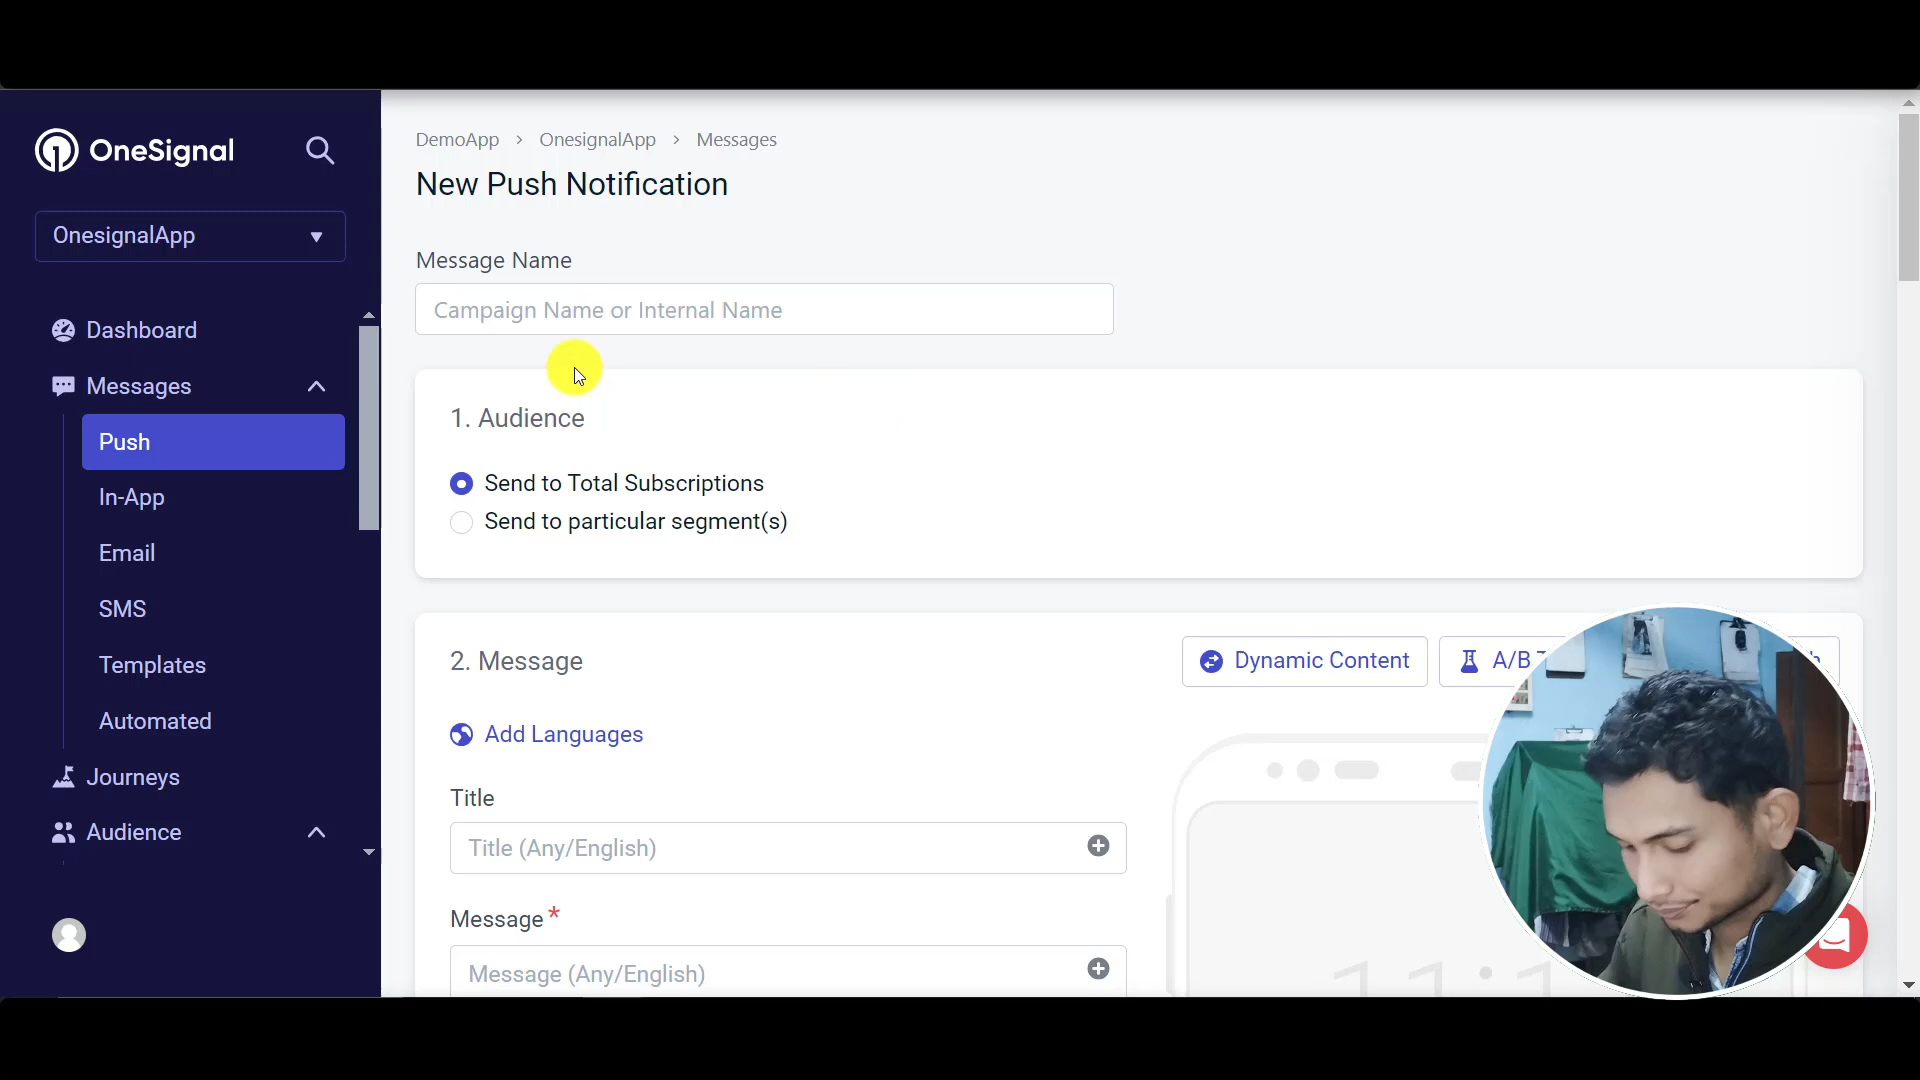 OneSignal
OnesignalApp
Dashboard
Messages
Push
In-App
Email
SMS
Templates
Automated
Journeys
Audience
DemoApp > OnesignalApp > Messages
New Push Notification
Message Name
Campaign Name or Internal Name
1. Audience
Send to Total Subscriptions
Send to particular segment(s)
2. Message
Dynamic Content
A/B
Add Languages
Title
Title (Any/English)
Message *
Message (Any/English)